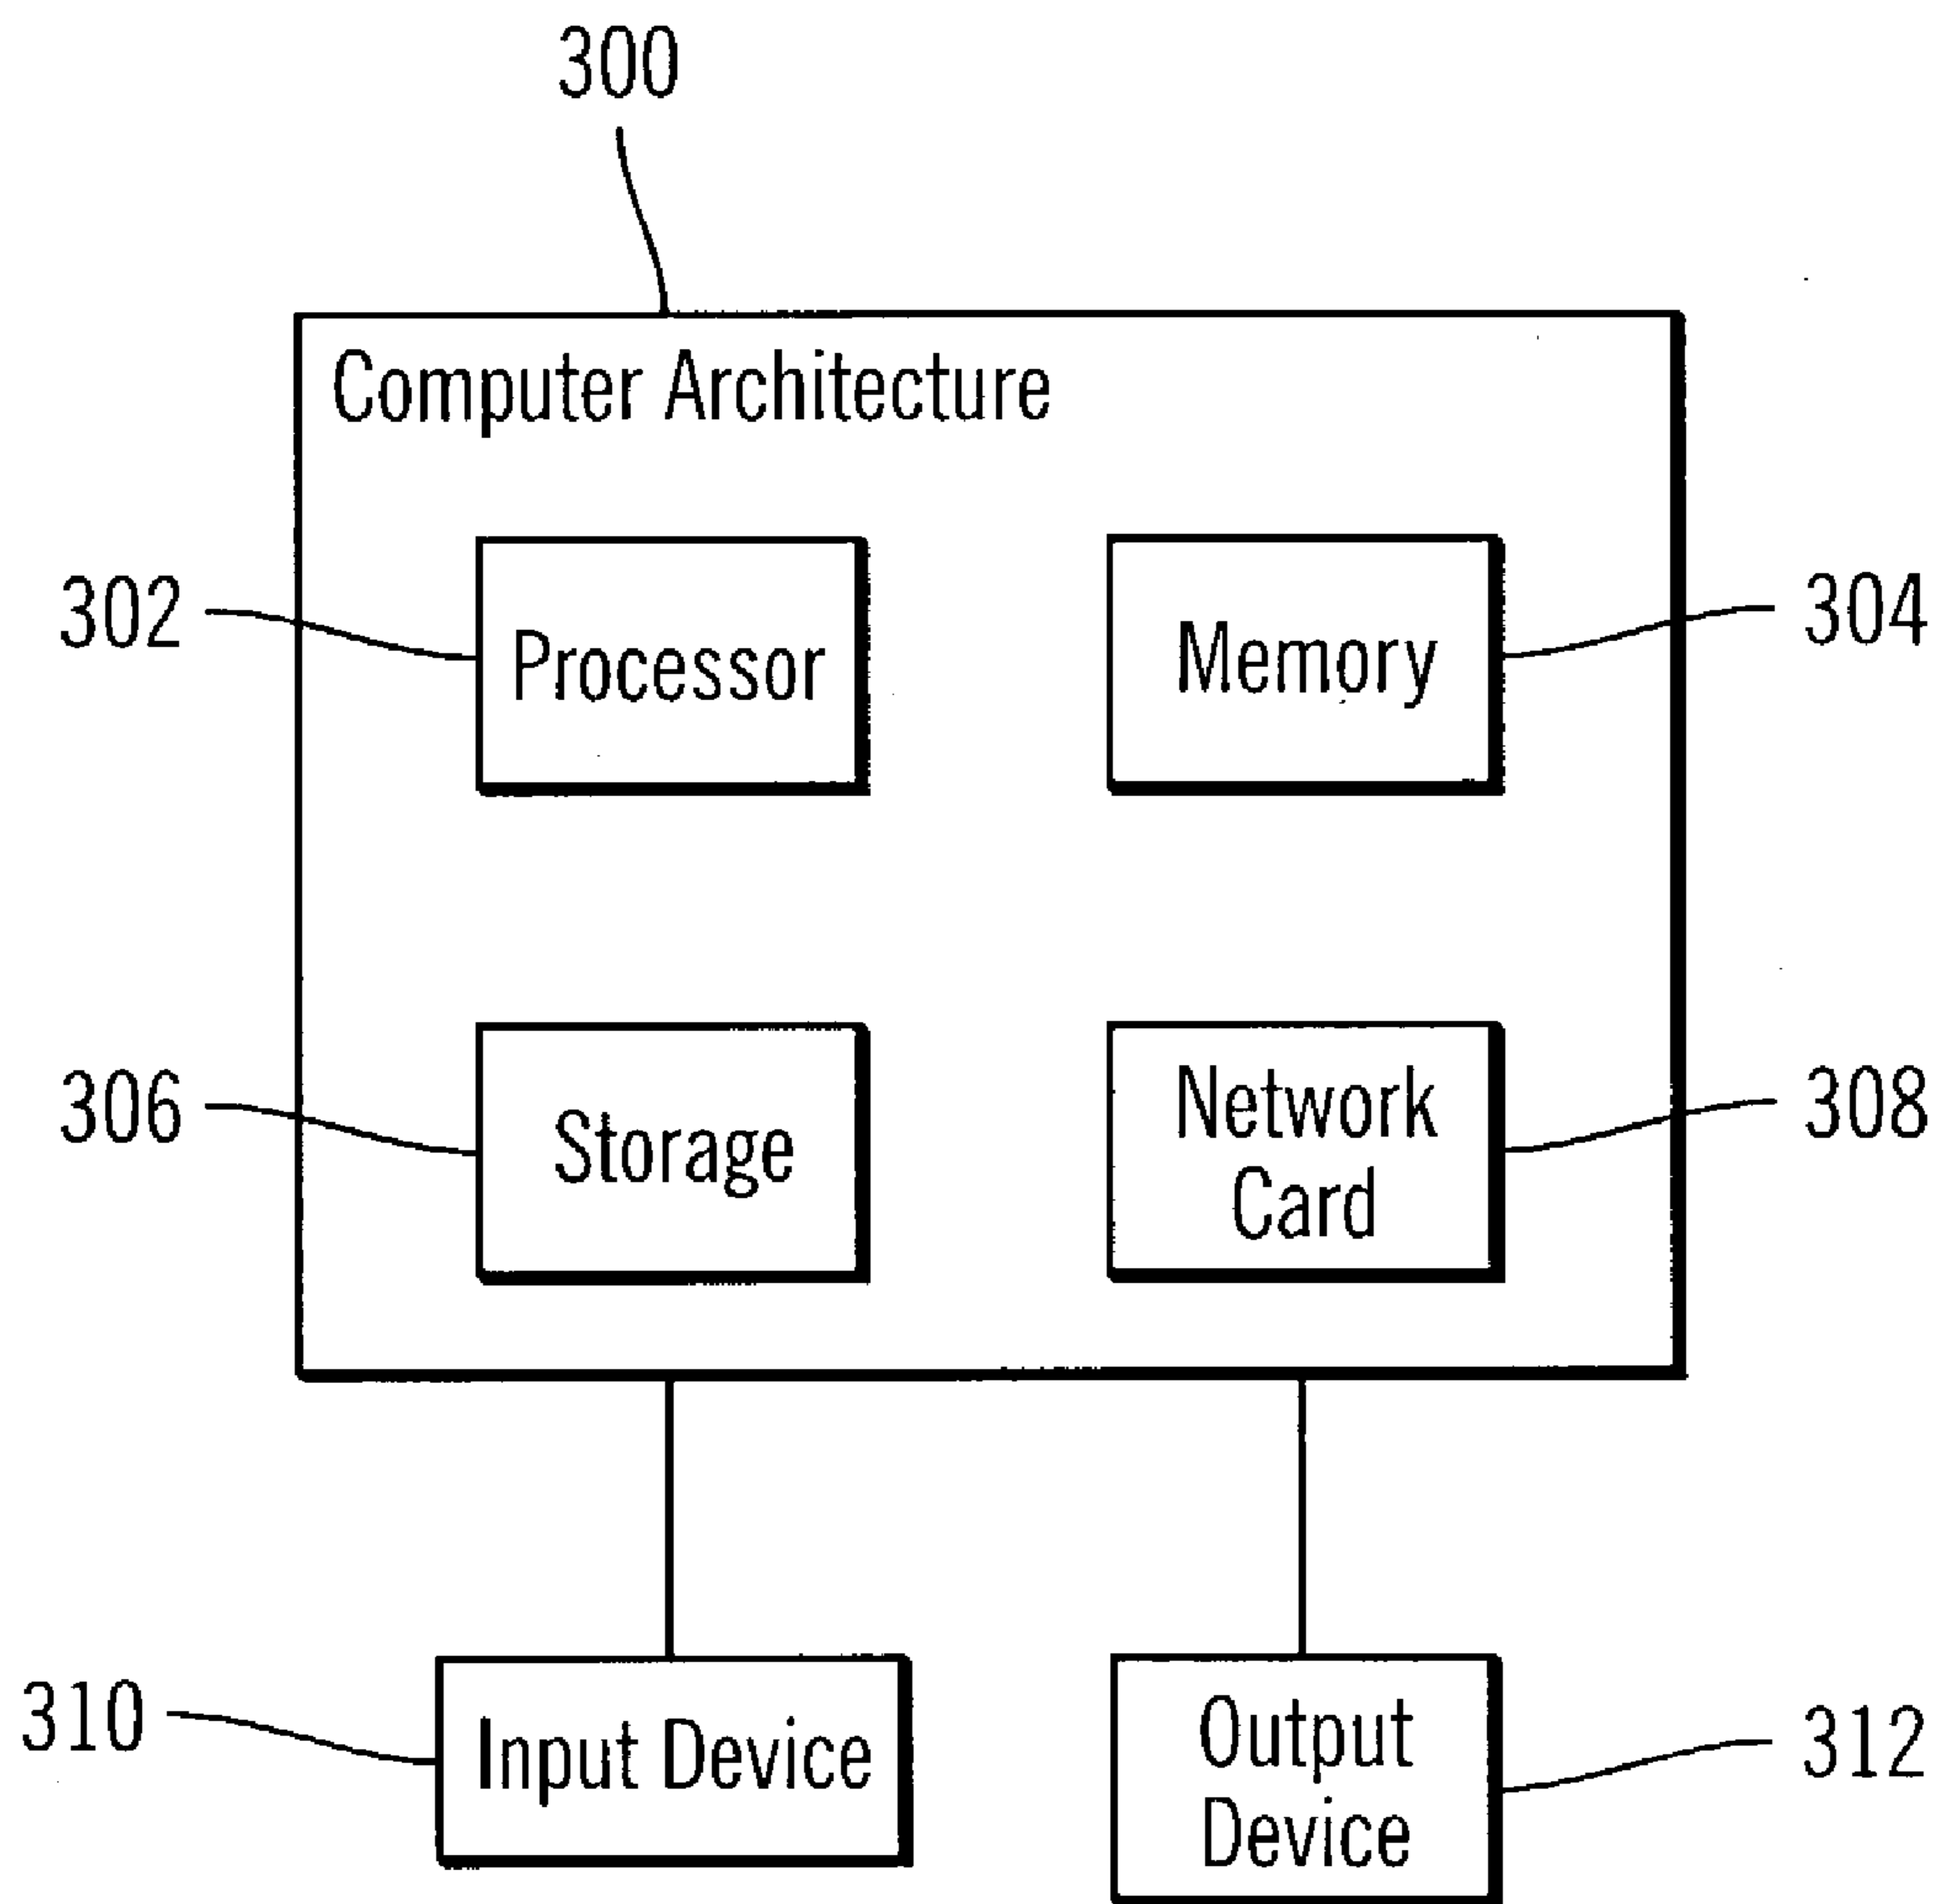 300
Computer Architecture
302
Processor
Memory
304
306
Storage
Network
Card
308
310
Input Device
Output
Device
312